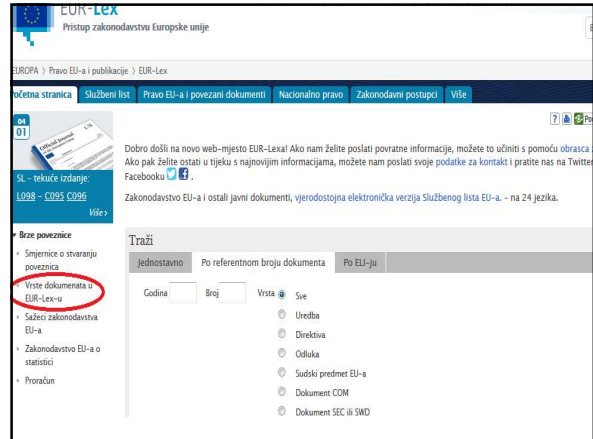 EUR-Lex
Pristup zakonodavstvu Europske unije
EUROPA > Pravo EU-a i publikacije > EUR-Lex
Početna stranica Službeni list Pravo EU-a i povezani dokumenti Nacionalno pravo Zakonodavni postupci Više
04
01
Official Journal
SL - tekuće izdanje:
L098 - C095 C096
Više >
Dobro došli na novo web-mjesto EUR-Lexa! Ako nam želite poslati povratne informacije, možete to učiniti s pomoću obrasca
Ako pak želite ostati u tijeku s najnovijim informacijama, možete nam poslati svoje podatke za kontakt i pratite nas na Twitter
Facebooku .
Zakonodavstvo EU-a i ostali javni dokumenti, vjerodostojna elektronička verzija Službenog lista EU-a. - na 24 jezika.
Brze poveznice
Smjernice o stvaranju
poveznica
Vrste dokumenata u
EUR-Lex-u
Sažeci zakonodavstva
EU-a
Zakonodavstvo EU-a o
statistici
Proračun
Traži
Jednostavno Po referentnom broju dokumenta Po ELI-ju
Godina Broj Vrsta Sve
Uredba
Direktiva
Odluka
Sudski predmet EU-a
Dokument COM
Dokument SEC ili SWD